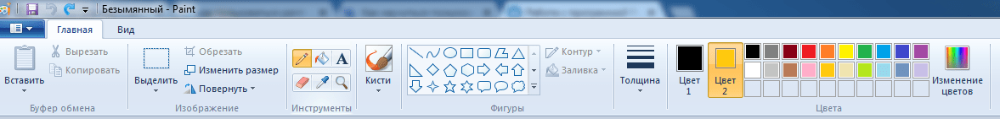 Безымянный - Paint
Главная
Вид
Вставить
Вырезать
Копировать
Буфер обмена
Выделить
Обрезать
Изменить размер
Повернуть
Изображение
A
Инструменты
Кисти
Контур
Заливка
Фигуры
Толщина
Цвет
1
Цвет
2
Изменение
цветов
Цвета